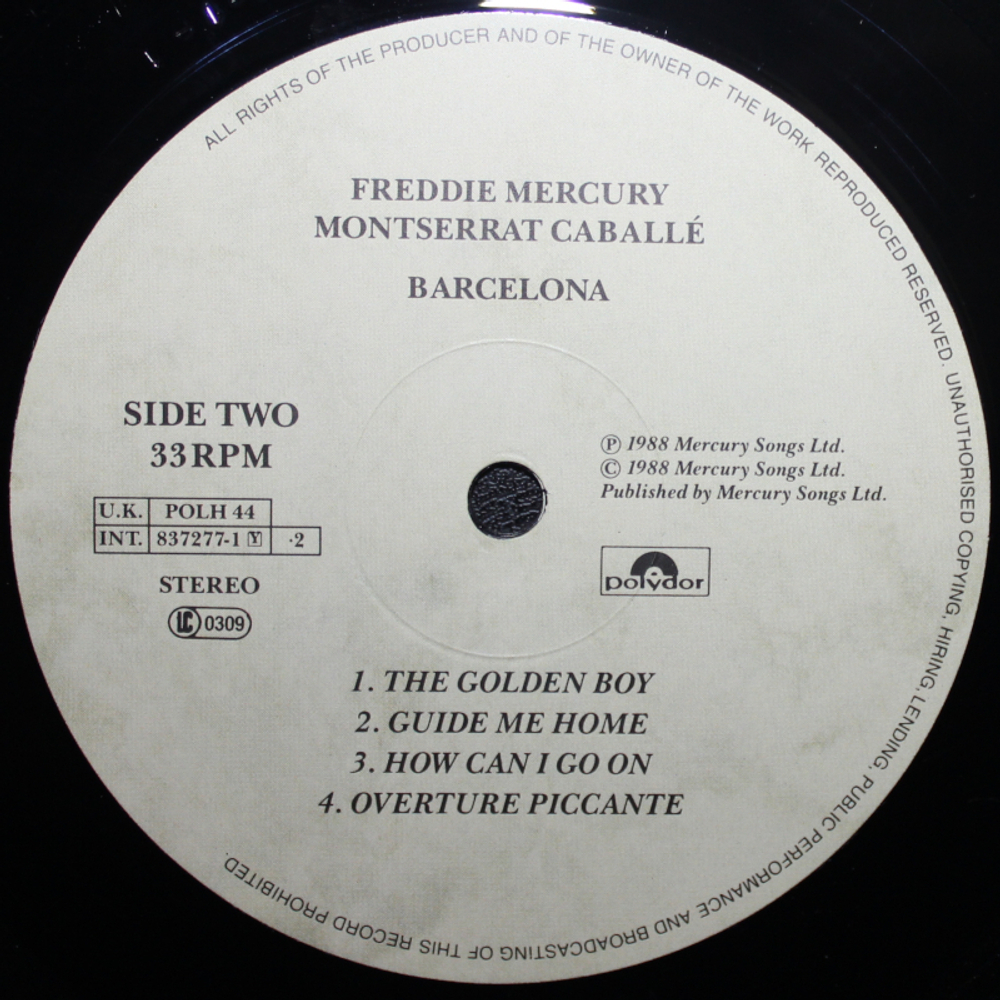 ALL RIGHTS OF THE PRODUCER AND OF THE OWNER OF THE WORK REPRODUCED RESERVED. UNAUTHORISED COPYING, HIRING, LENDING, PUBLIC PERFORMANCE AND BROADCASTING OF THIS RECORD PROHIBITED.
FREDDIE MERCURY
MONTSERRAT CABALLÉ
BARCELONA
SIDE TWO
33RPM
U.K. POLH 44
INT. 837277-1 Y ·2
STEREO
LC 0309
Ⓟ 1988 Mercury Songs Ltd.
© 1988 Mercury Songs Ltd.
Published by Mercury Songs Ltd.
polydor
1. THE GOLDEN BOY
2. GUIDE ME HOME
3. HOW CAN I GO ON
4. OVERTURE PICCANTE